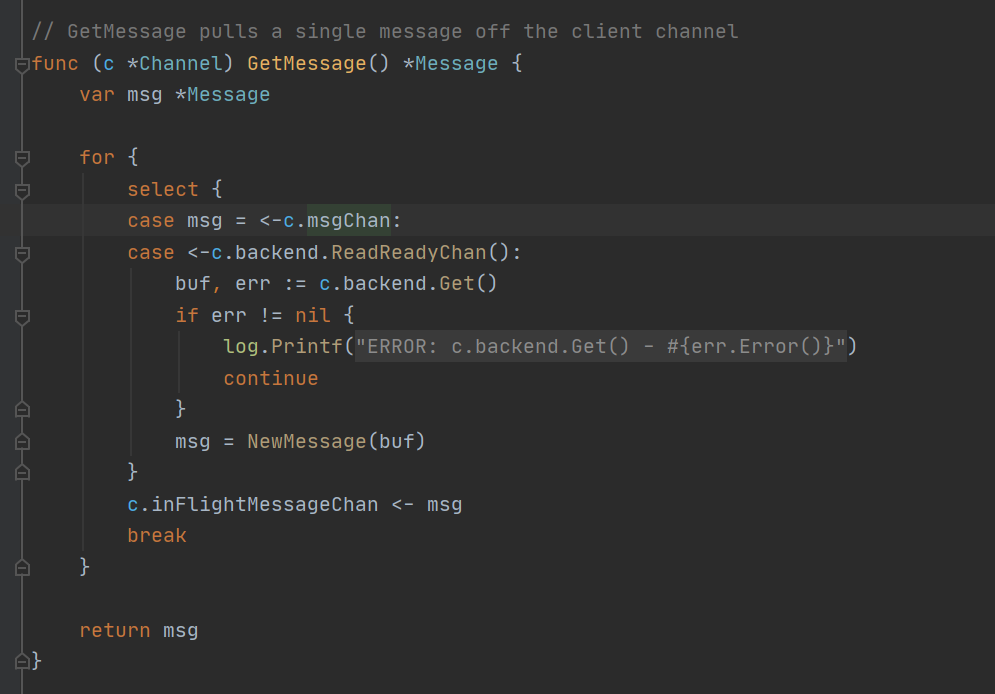 // GetMessage pulls a single message off the client channel
func (c *Channel) GetMessage() *Message {
    var msg *Message

    for {
        select {
        case msg = <-c.msgChan:
        case <-c.backend.ReadReadyChan():
            buf, err := c.backend.Get()
            if err != nil {
                log.Printf("ERROR: c.backend.Get() - #{err.Error()}")
                continue
            }
            msg = NewMessage(buf)
        }
        c.inFlightMessageChan <- msg
        break
    }

    return msg
}